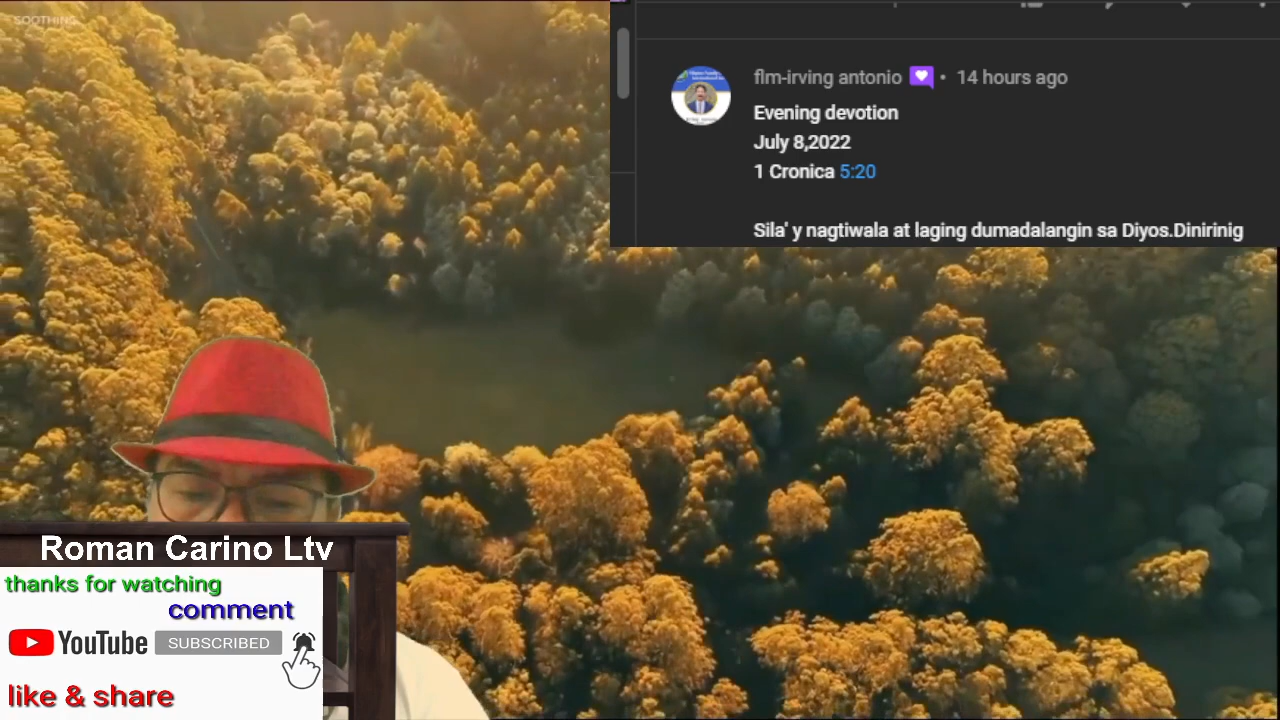 SOOTHING
flm-irving antonio • 14 hours ago
Evening devotion
July 8,2022
1 Cronica 5:20
Sila' y nagtiwala at laging dumadalangin sa Diyos.Dinirinig
Roman Carino Ltv
thanks for watching
comment
YouTube SUBSCRIBED
like & share